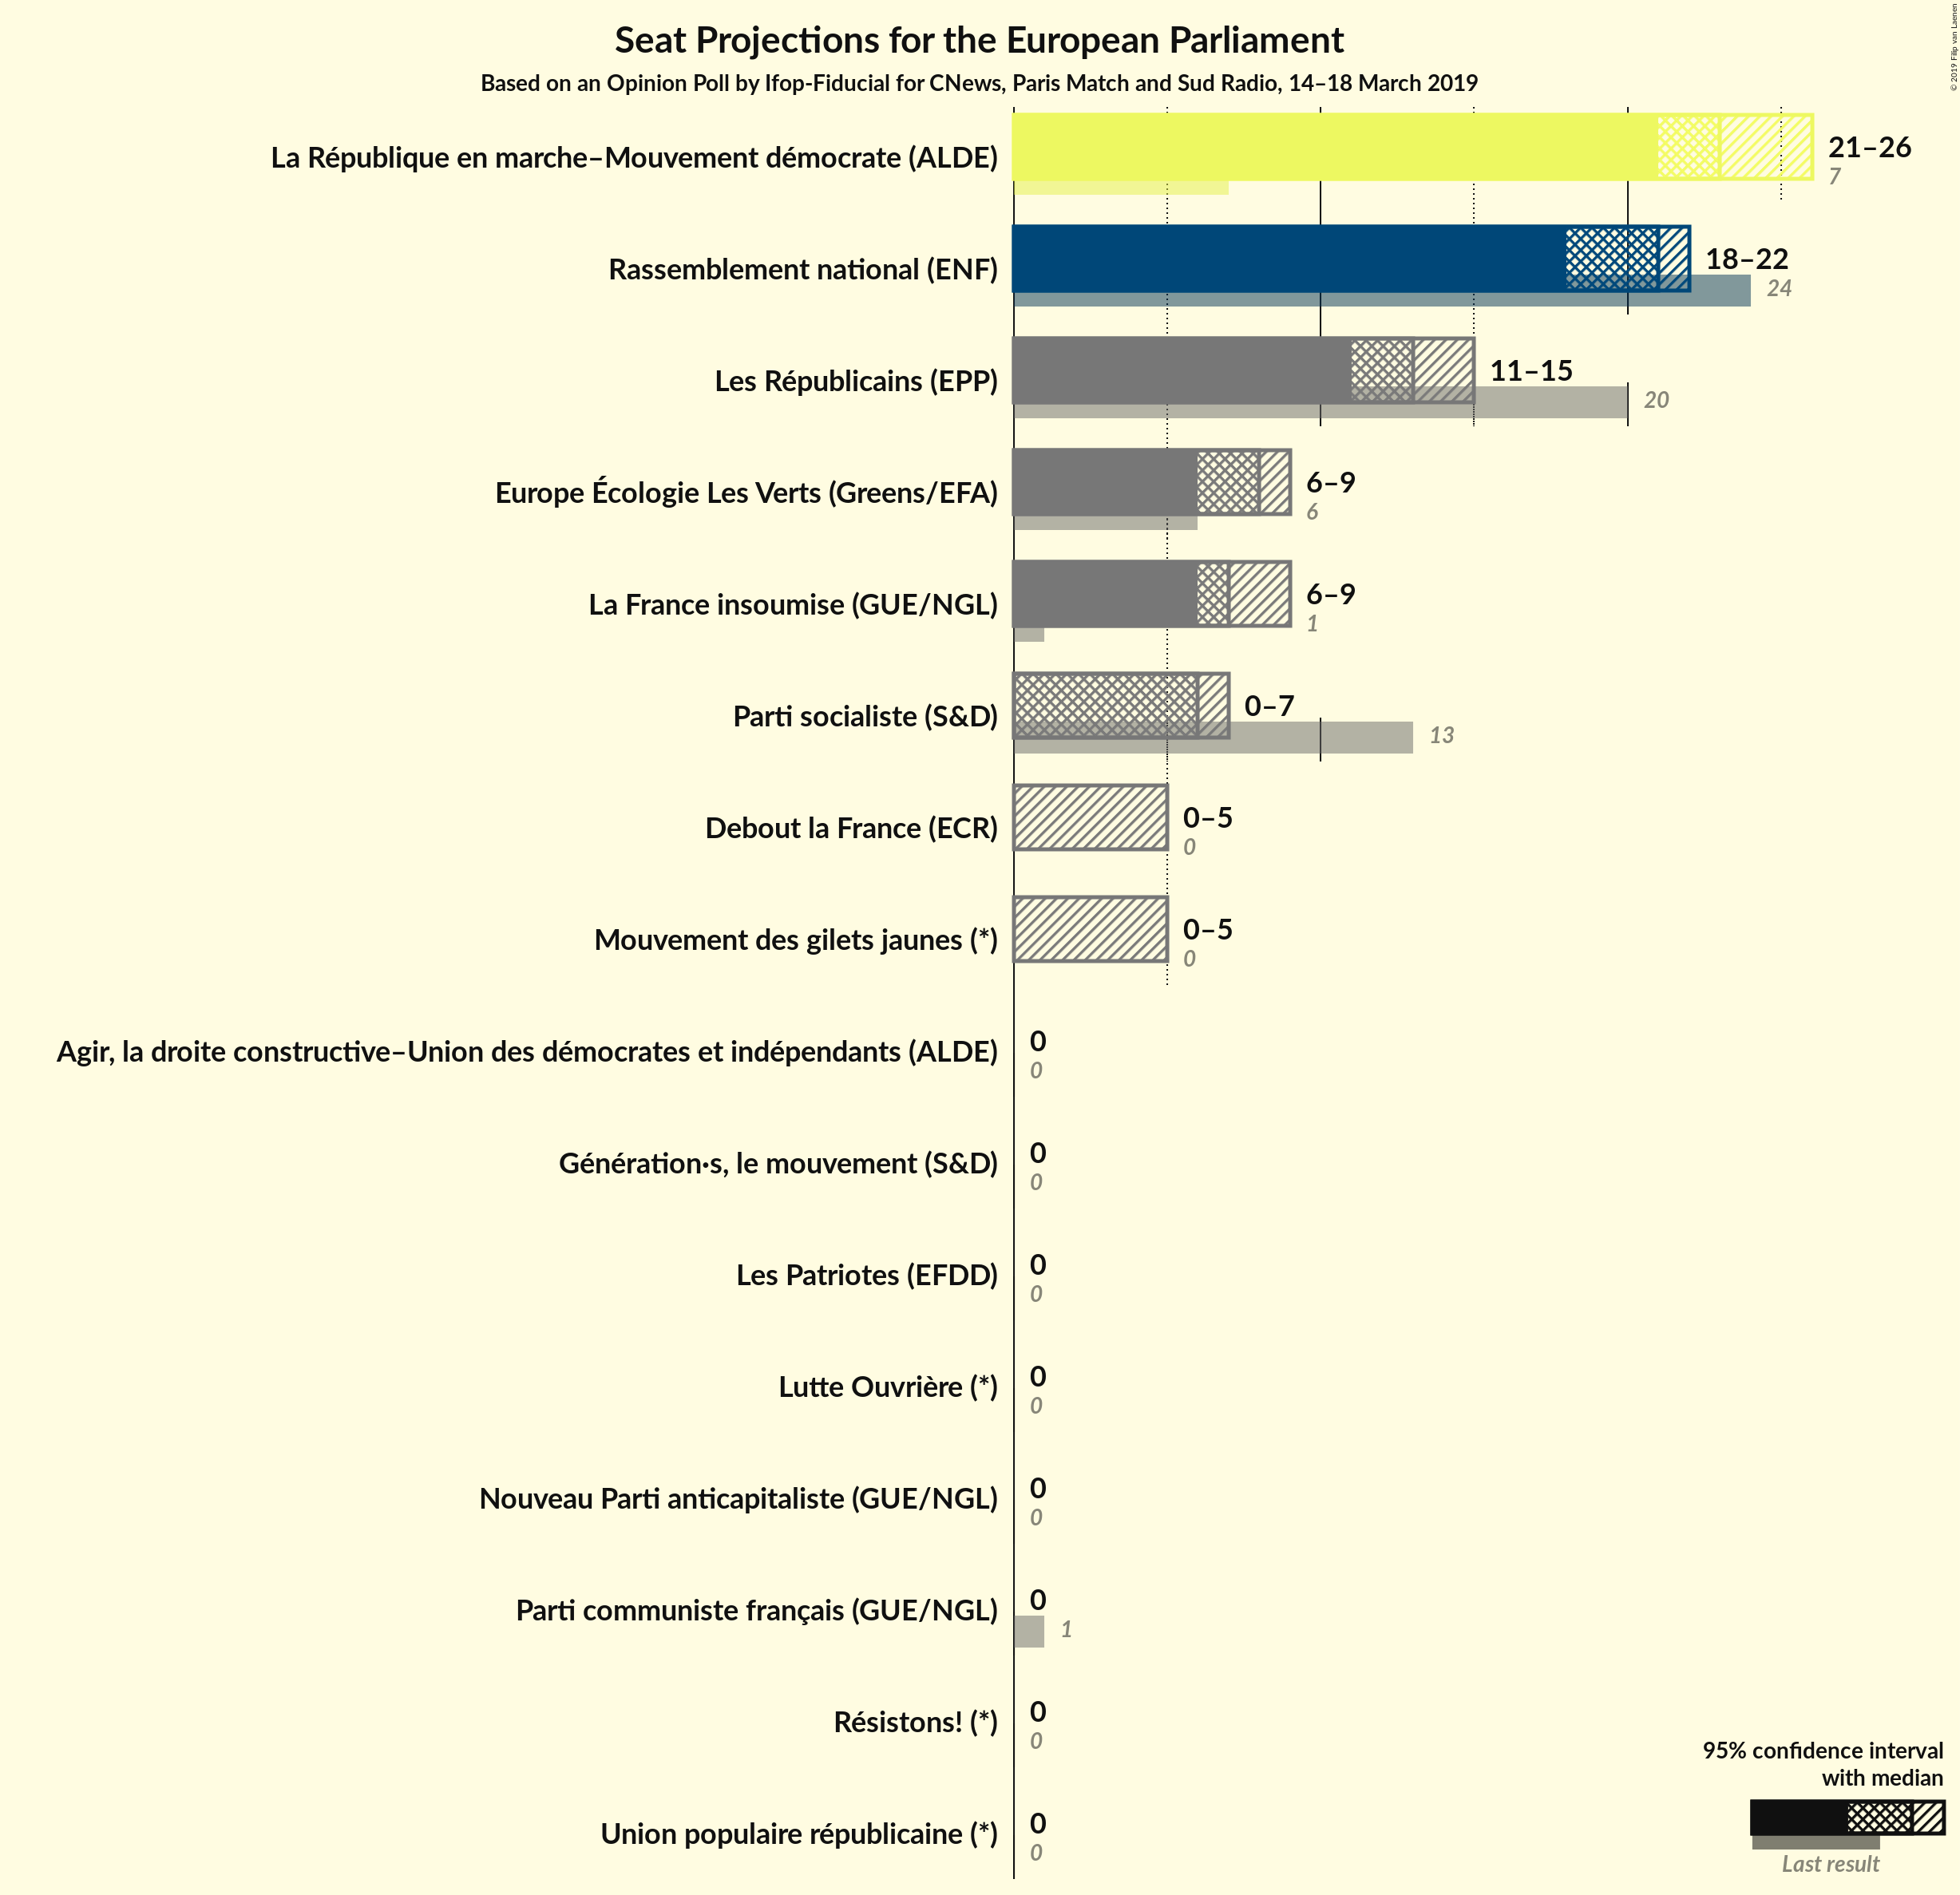 Seat Projections for the European Parliament
Based on an Opinion Poll by Ifop-Fiducial for CNews, Paris Match and Sud Radio, 14–18 March 2019
© 2019 Filip van Laenen
La République en marche–Mouvement démocrate (ALDE)
21–26
7
Rassemblement national (ENF)
18–22
24
Les Républicains (EPP)
11–15
20
Europe Écologie Les Verts (Greens/EFA)
6–9
6
La France insoumise (GUE/NGL)
6–9
1
Parti socialiste (S&D)
0–7
13
Debout la France (ECR)
0–5
0
Mouvement des gilets jaunes (*)
0–5
0
Agir, la droite constructive–Union des démocrates et indépendants (ALDE)
0
0
Génération·s, le mouvement (S&D)
0
0
Les Patriotes (EFDD)
0
0
Lutte Ouvrière (*)
0
0
Nouveau Parti anticapitaliste (GUE/NGL)
0
0
Parti communiste français (GUE/NGL)
0
1
Résistons! (*)
0
0
Union populaire républicaine (*)
0
0
95% confidence interval
with median
Last result